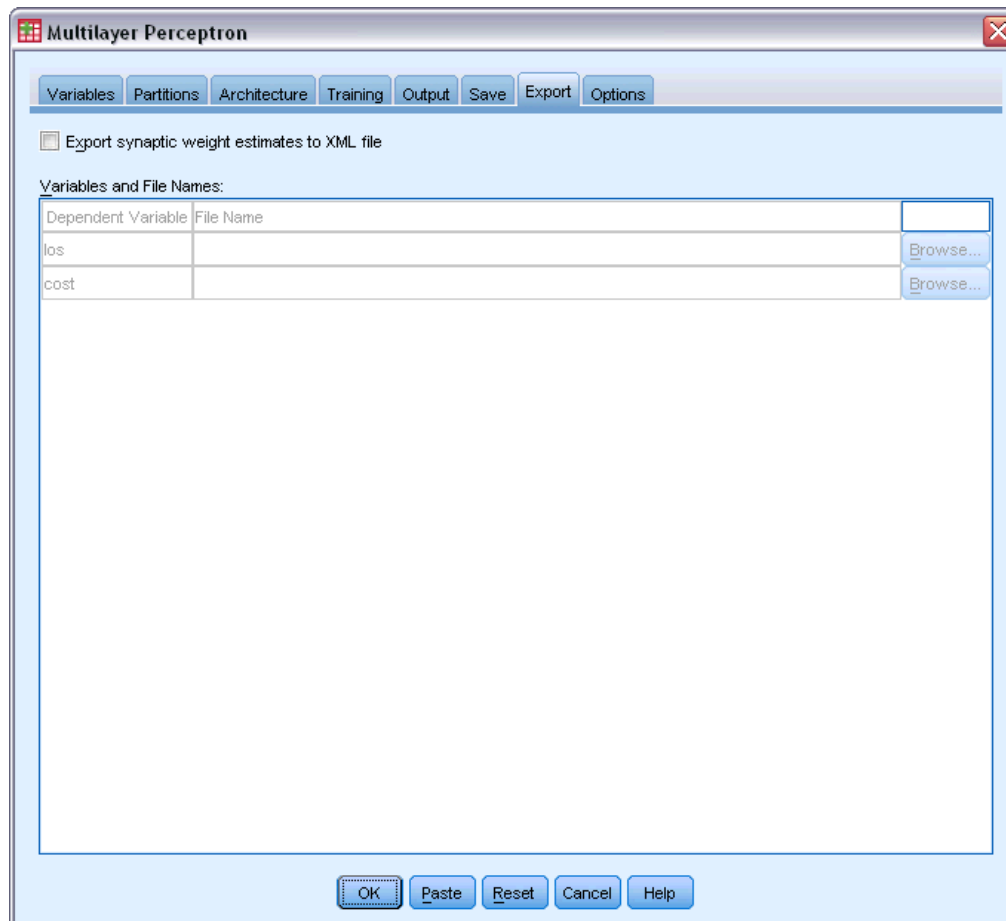 Multilayer Perceptron
Variables Partitions Architecture Training Output Save Export Options
Export synaptic weight estimates to XML file
Variables and File Names:
Dependent Variable File Name
los Browse...
cost Browse...
OK Paste Reset Cancel Help